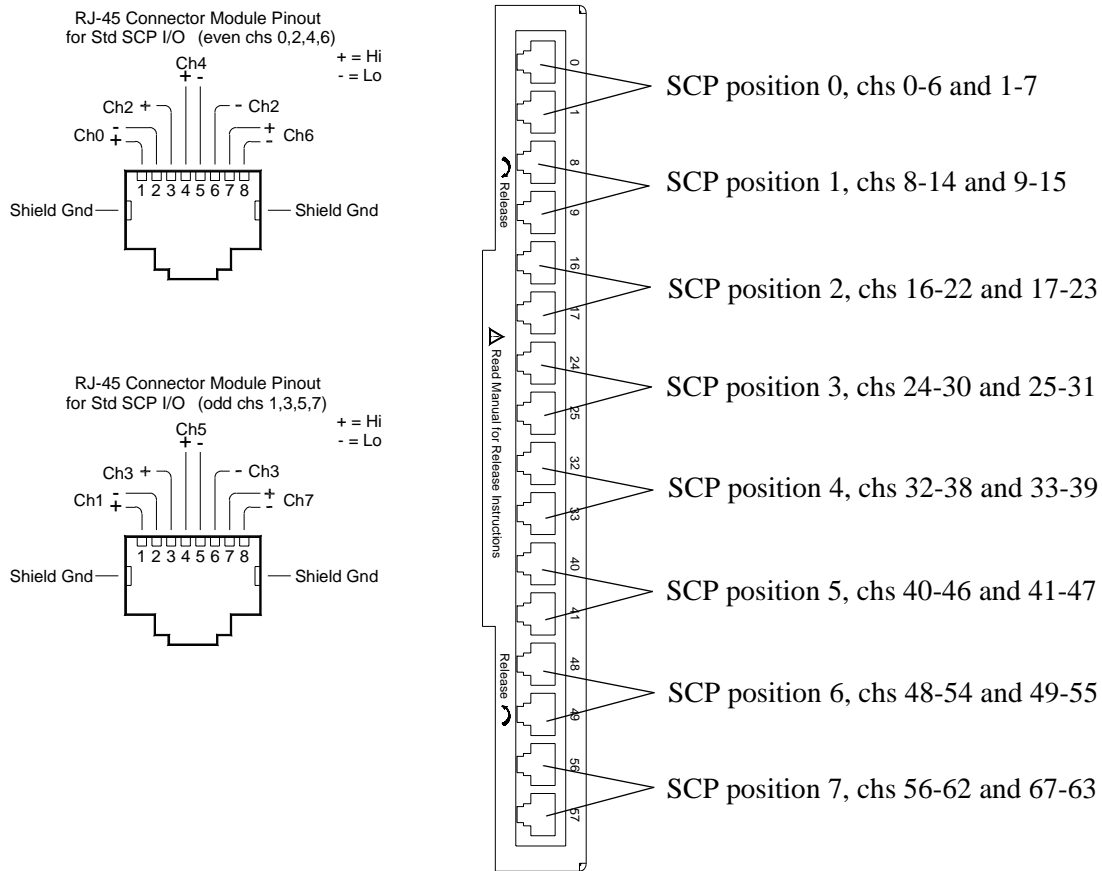 RJ-45 Connector Module Pinout
for Std SCP I/O (even chs 0,2,4,6)
+ = Hi
- = Lo
Ch4
+ -
Ch2 +
- Ch2
Ch0 -
+
+
- Ch6
1 2 3 4 5 6 7 8
Shield Gnd
Shield Gnd
RJ-45 Connector Module Pinout
for Std SCP I/O (odd chs 1,3,5,7)
+ = Hi
- = Lo
Ch5
+ -
Ch3 +
- Ch3
Ch1 -
+
+
- Ch7
1 2 3 4 5 6 7 8
Shield Gnd
Shield Gnd
Release
Read Manual for Release Instructions
Release
0
1
8
9
16
17
24
25
32
33
40
41
48
49
56
57
SCP position 0, chs 0-6 and 1-7
SCP position 1, chs 8-14 and 9-15
SCP position 2, chs 16-22 and 17-23
SCP position 3, chs 24-30 and 25-31
SCP position 4, chs 32-38 and 33-39
SCP position 5, chs 40-46 and 41-47
SCP position 6, chs 48-54 and 49-55
SCP position 7, chs 56-62 and 67-63